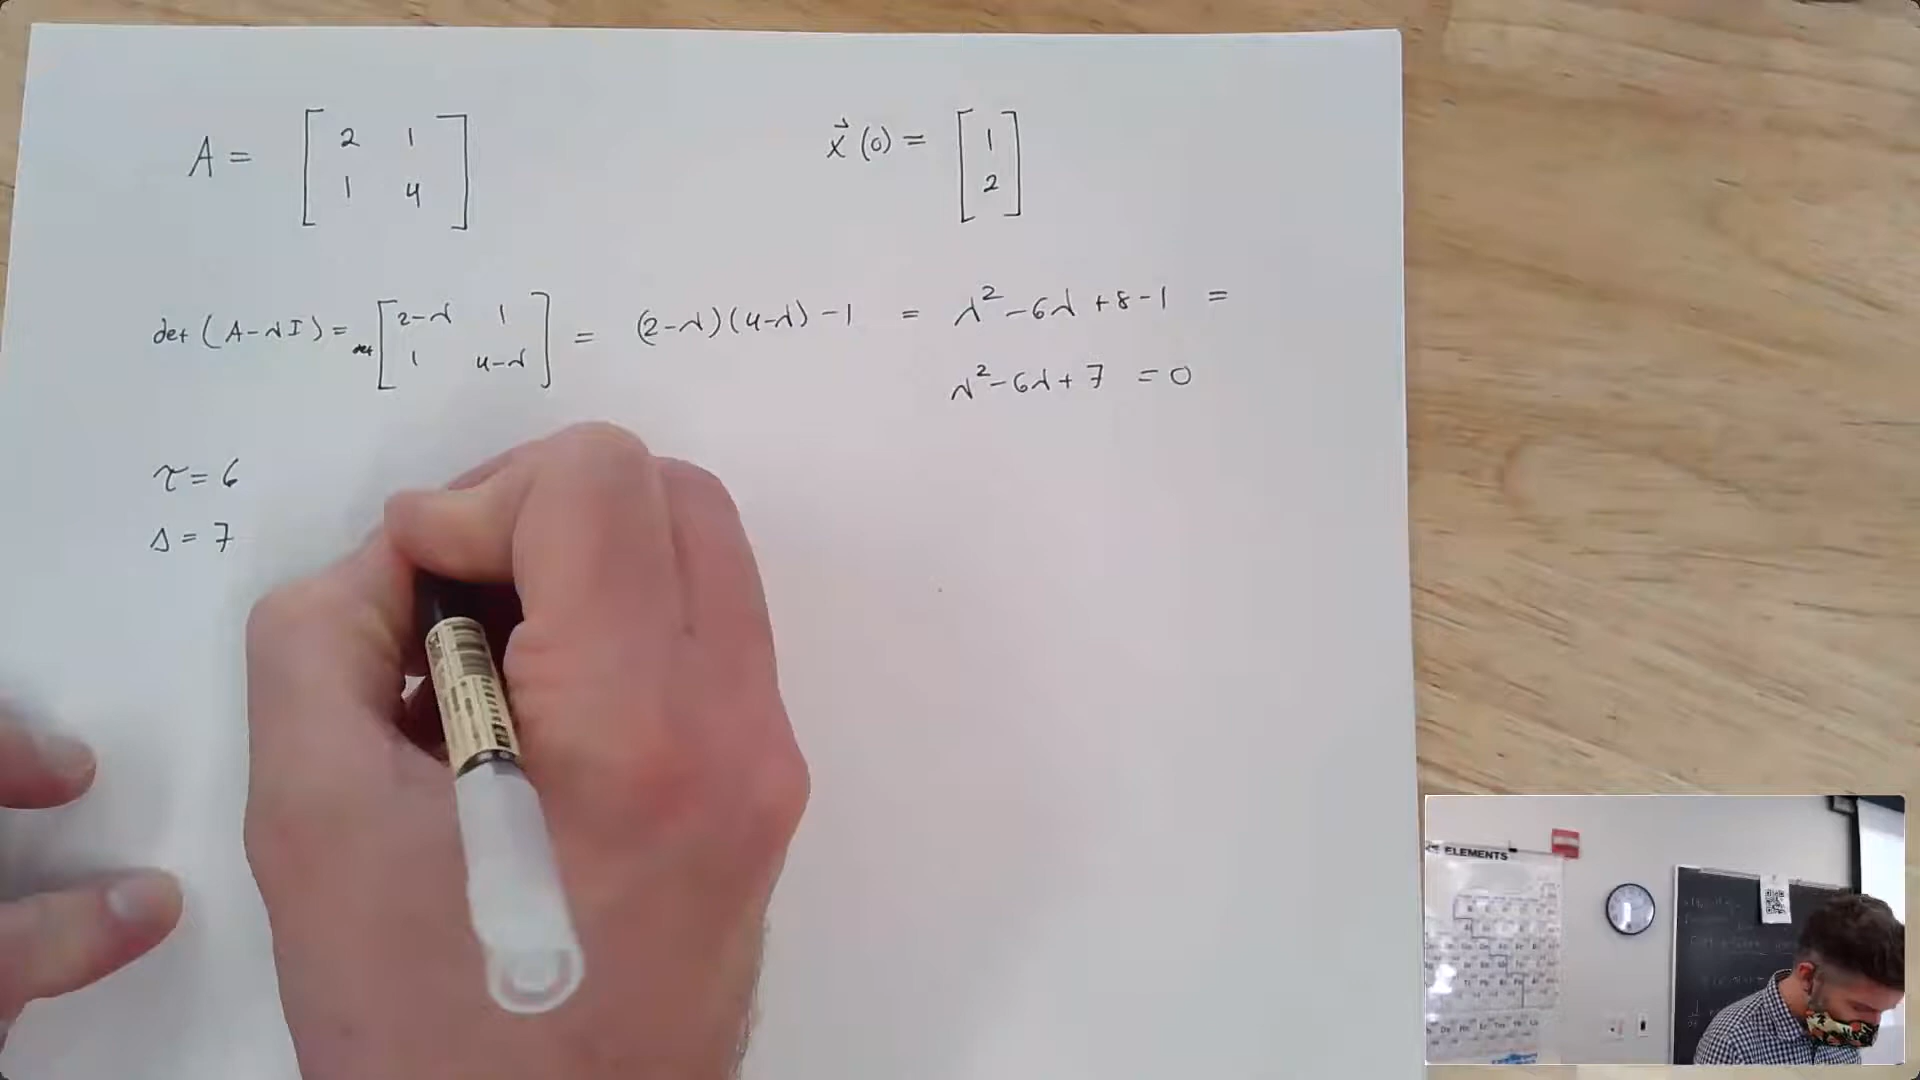 A = [ 2 1 ; 1 4 ]
x⃗ (0) = [ 1 ; 2 ]
det (A-λI) = det [ 2-λ 1 ; 1 4-λ ] = (2-λ)(4-λ) -1 = λ² -6λ +8 -1 =
λ² -6λ + 7 = 0
τ = 6
Δ = 7
ELEMENTS